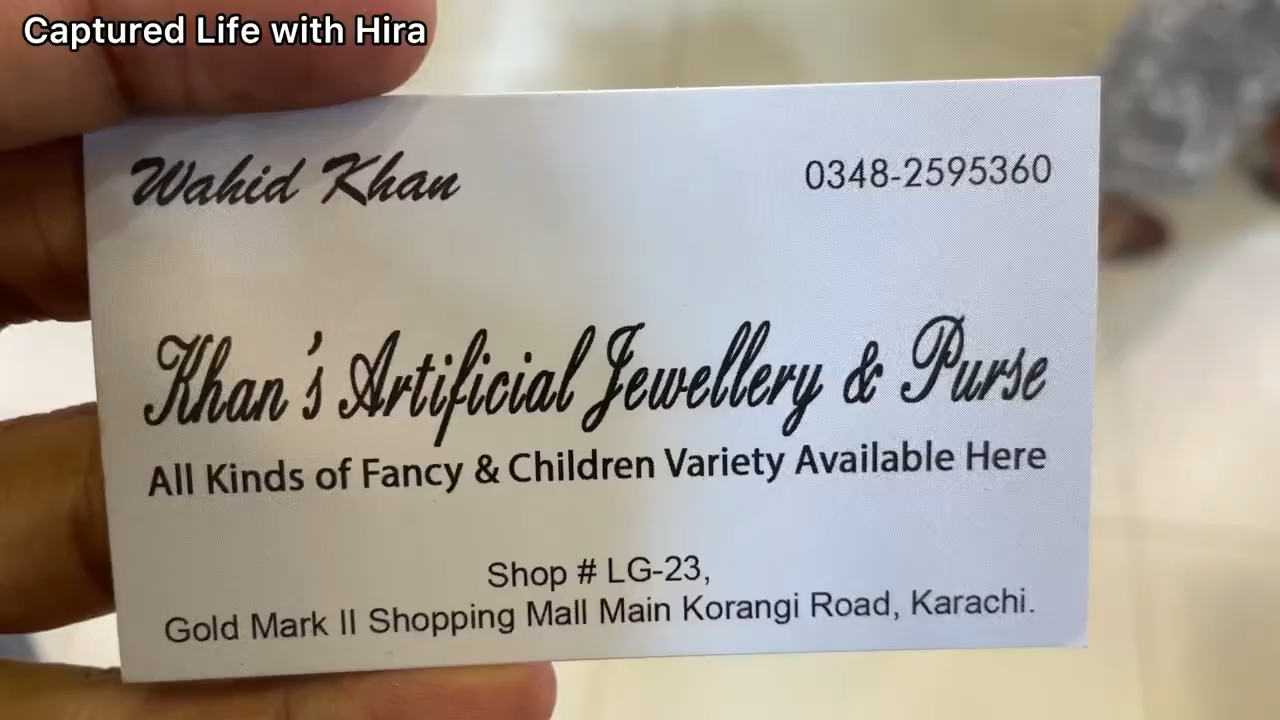 Captured Life with Hira
Wahid Khan
0348-2595360
Khan's Artificial Jewellery & Purse
All Kinds of Fancy & Children Variety Available Here
Shop # LG-23,
Gold Mark II Shopping Mall Main Korangi Road, Karachi.